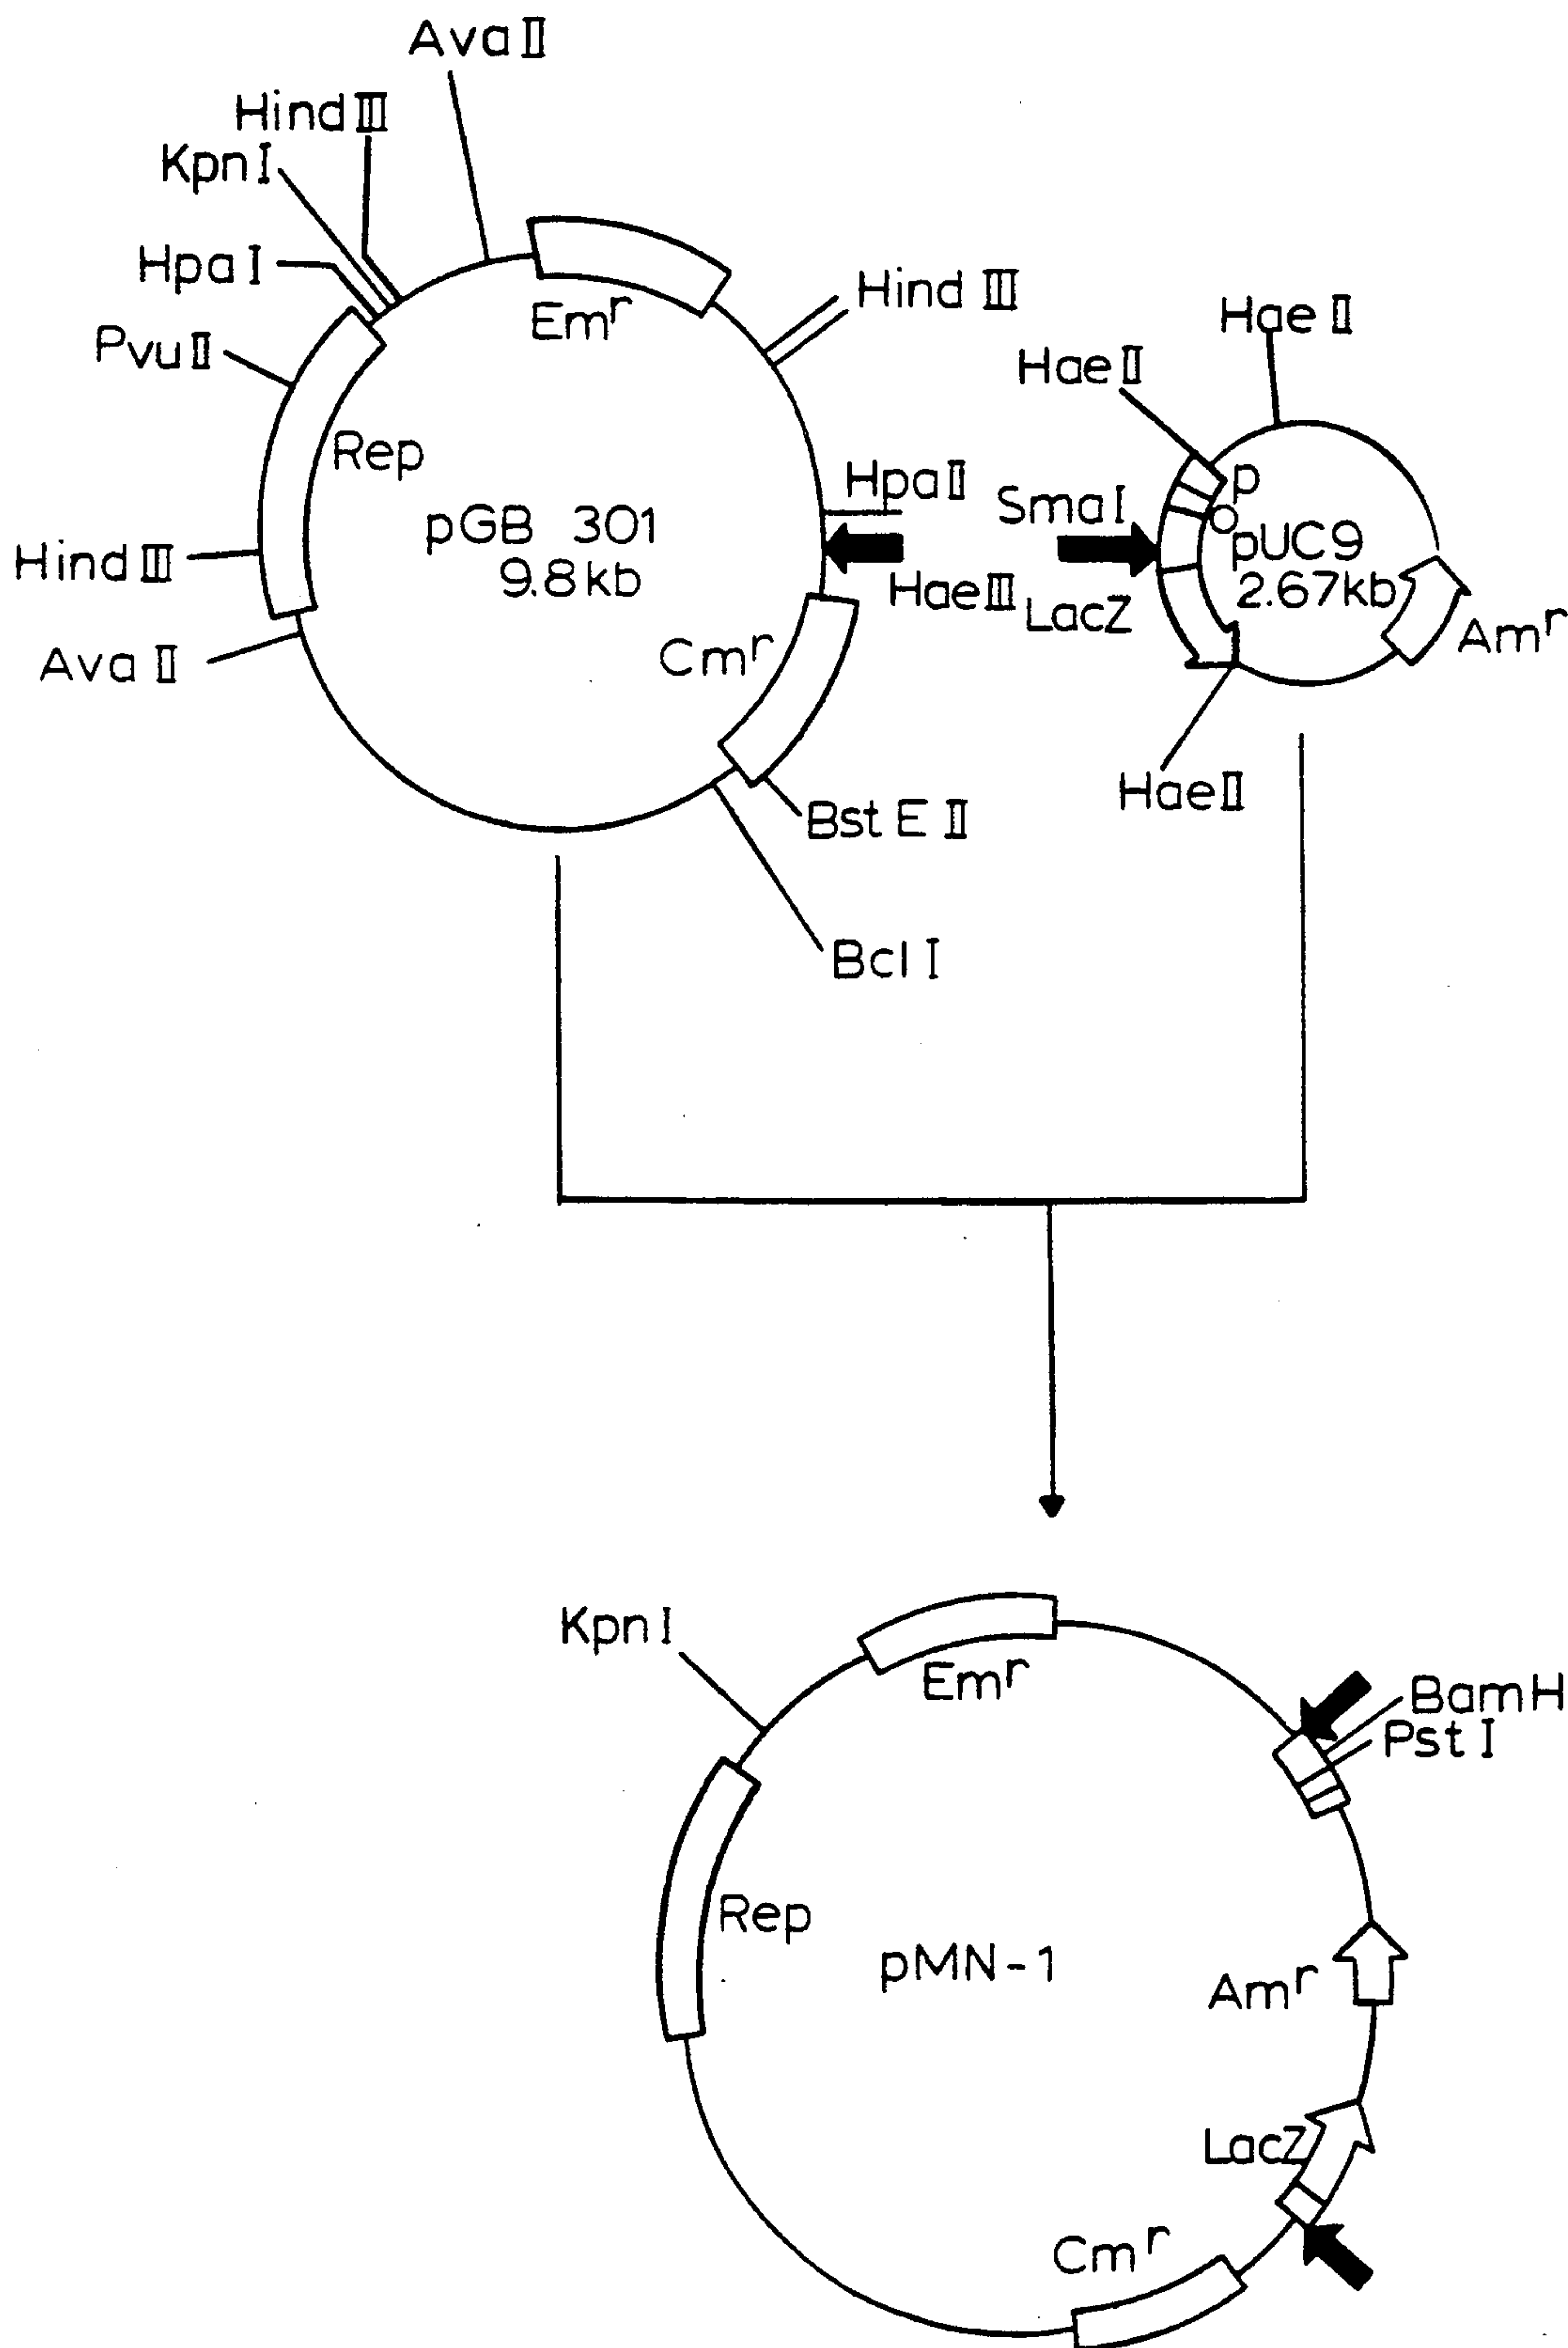 Ava II
Hind III
Kpn I
Hpa I
Pvu II
Em r
Hind III
Hae II
Hae II
Rep
Hpa II
Sma I
p
o
pGB 301
9.8 kb
pUC9
2.67kb
Hind III
Hae III
LacZ
Am r
Ava II
Cm r
Hae II
Bst E II
Bcl I
Kpn I
Em r
BamH
Pst I
Rep
pMN-1
Am r
LacZ
Cm r